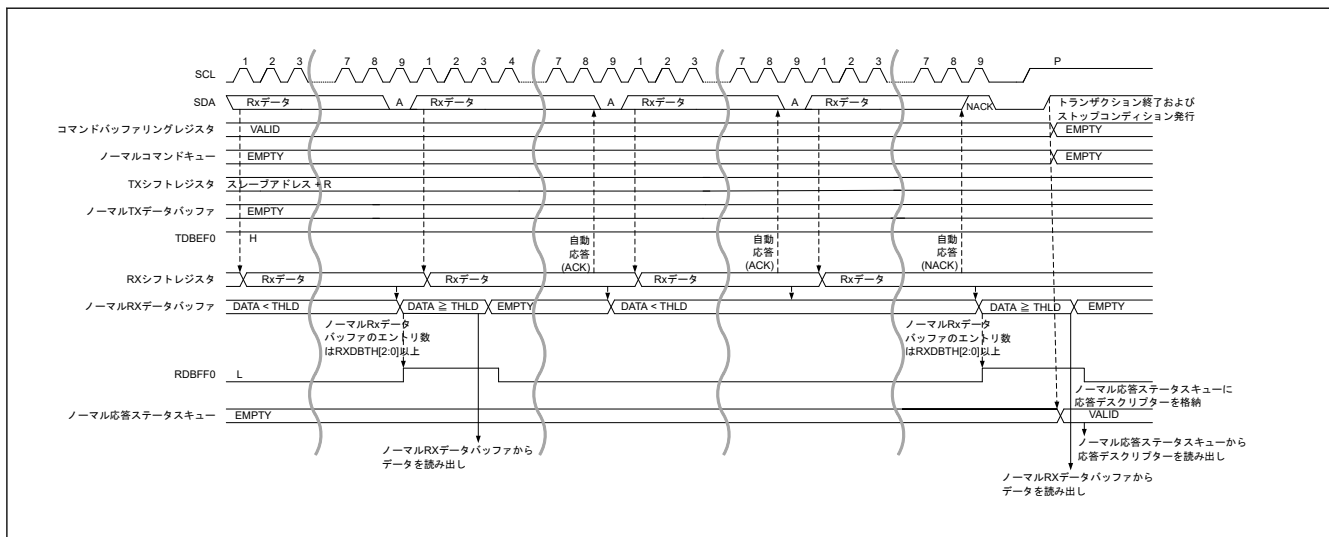 1 2 3 7 8 9 1 2 3 4 7 8 9 1 2 3 7 8 9 1 2 3 7 8 9 P
SCL
SDA Rxデータ A Rxデータ A Rxデータ A Rxデータ NACK トランザクション終了および
ストップコンディション発行
コマンドバッファリングレジスタ VALID EMPTY
ノーマルコマンドキュー EMPTY EMPTY
TXシフトレジスタ スレーブアドレス + R
ノーマルTXデータバッファ EMPTY
TDBEF0 H
自動
応答
(ACK)
自動
応答
(ACK)
自動
応答
(NACK)
RXシフトレジスタ Rxデータ Rxデータ Rxデータ Rxデータ
ノーマルRXデータバッファ DATA < THLD DATA ≧ THLD EMPTY DATA < THLD DATA ≧ THLD EMPTY
ノーマルRxデータ
バッファのエントリ数
はRXDBTH[2:0]以上
ノーマルRxデータ
バッファのエントリ数
はRXDBTH[2:0]以上
RDBFF0 L
ノーマル応答ステータスキューに
応答デスクリプターを格納
ノーマル応答ステータスキュー EMPTY VALID
ノーマルRXデータバッファから
データを読み出し
ノーマル応答ステータスキューから
応答デスクリプターを読み出し
ノーマルRXデータバッファから
データを読み出し